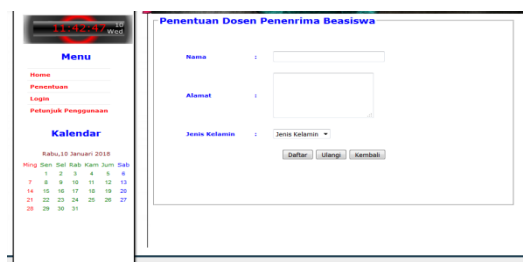 11:42:47 10
Wed
Menu
Home
Penentuan
Login
Petunjuk Penggunaan
Kalendar
Rabu,10 Januari 2018
Ming Sen Sel Rab Kam Jum Sab
1 2 3 4 5 6
7 8 9 10 11 12 13
14 15 16 17 18 19 20
21 22 23 24 25 26 27
28 29 30 31
Penentuan Dosen Penenrima Beasiswa
Nama :
Alamat :
Jenis Kelamin : Jenis Kelamin
Daftar Ulangi Kembali